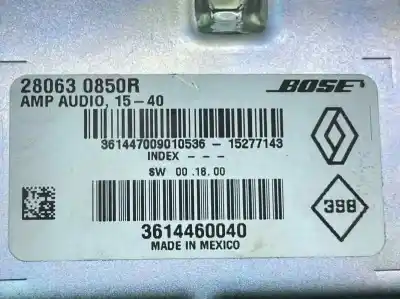 28063 0850R
BOSE
AMP AUDIO, 15-40
361447009010536 - 15277143
INDEX - - -
SW 00.18.00
398
3614460040
MADE IN MEXICO